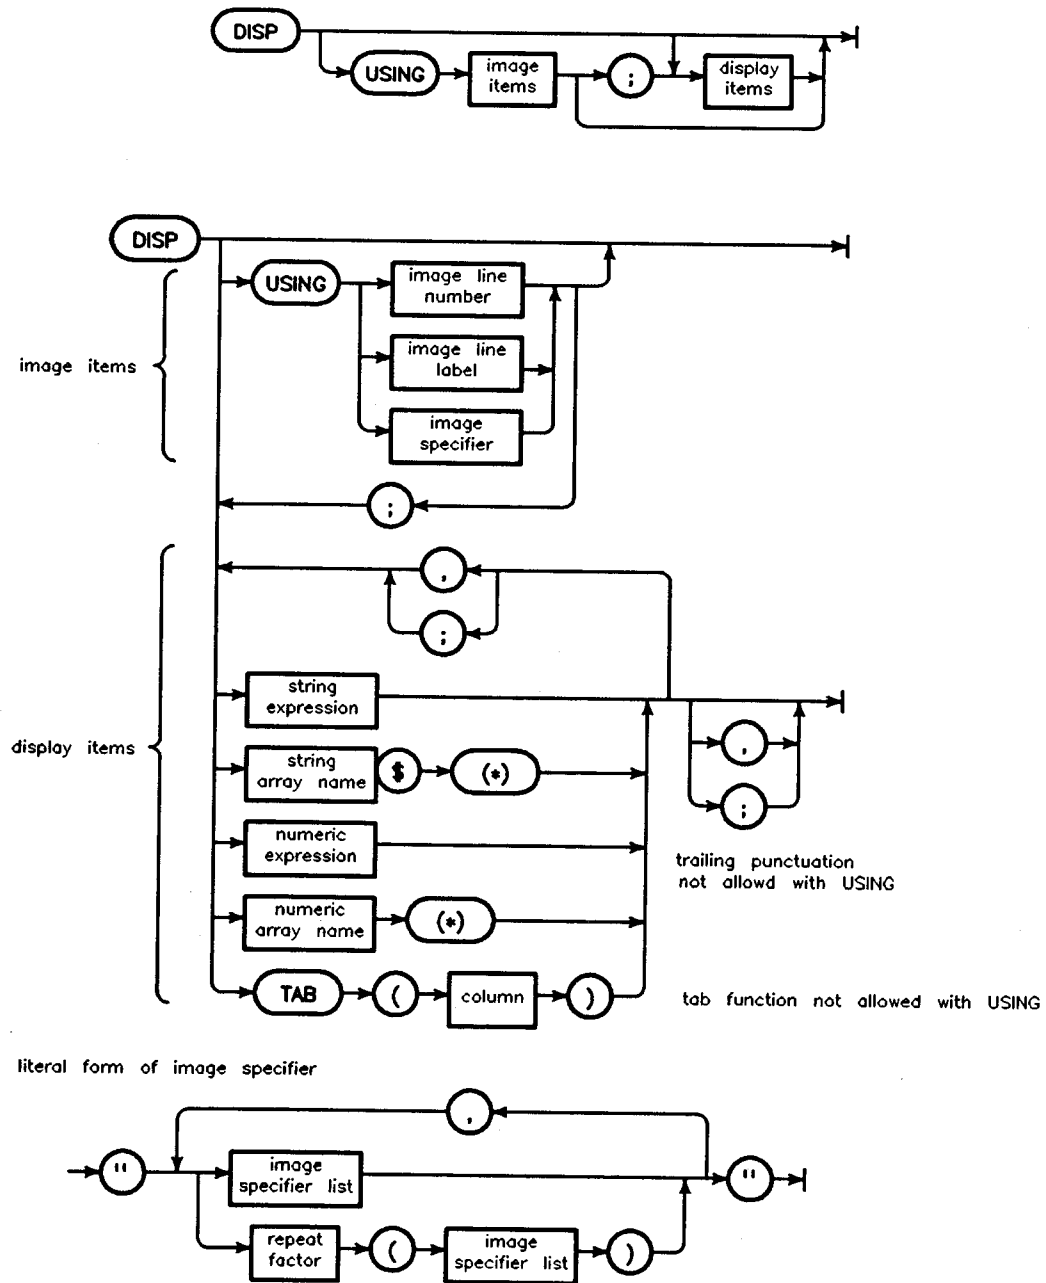 DISP
USING
image items
;
display items
DISP
USING
image line number
image items
image line label
image specifier
;
,
;
string expression
display items
string array name
$
(*)
,
;
numeric expression
trailing punctuation
not allowd with USING
numeric array name
(*)
TAB
(
column
)
tab function not allowed with USING
literal form of image specifier
,
"
image specifier list
"
repeat factor
(
image specifier list
)